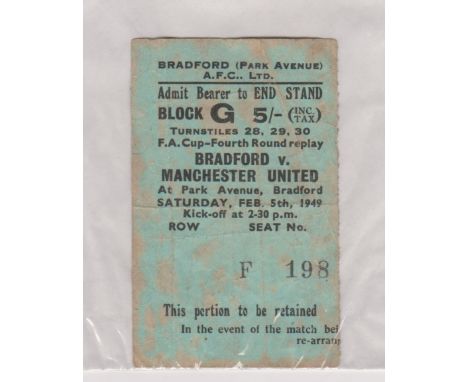 BRADFORD (PARK AVENUE)
A.F.C., LTD.
Admit Bearer to END STAND
BLOCK G 5/- (INC. TAX)
TURNSTILES 28, 29, 30
F.A. CUP—FOURTH ROUND replay
BRADFORD v.
MANCHESTER UNITED
At Park Avenue, Bradford
SATURDAY, FEB. 5th, 1949
Kick-off at 2-30 p.m.
ROW SEAT No.
F 198
This portion to be retained
In the event of the match bei
re-arran